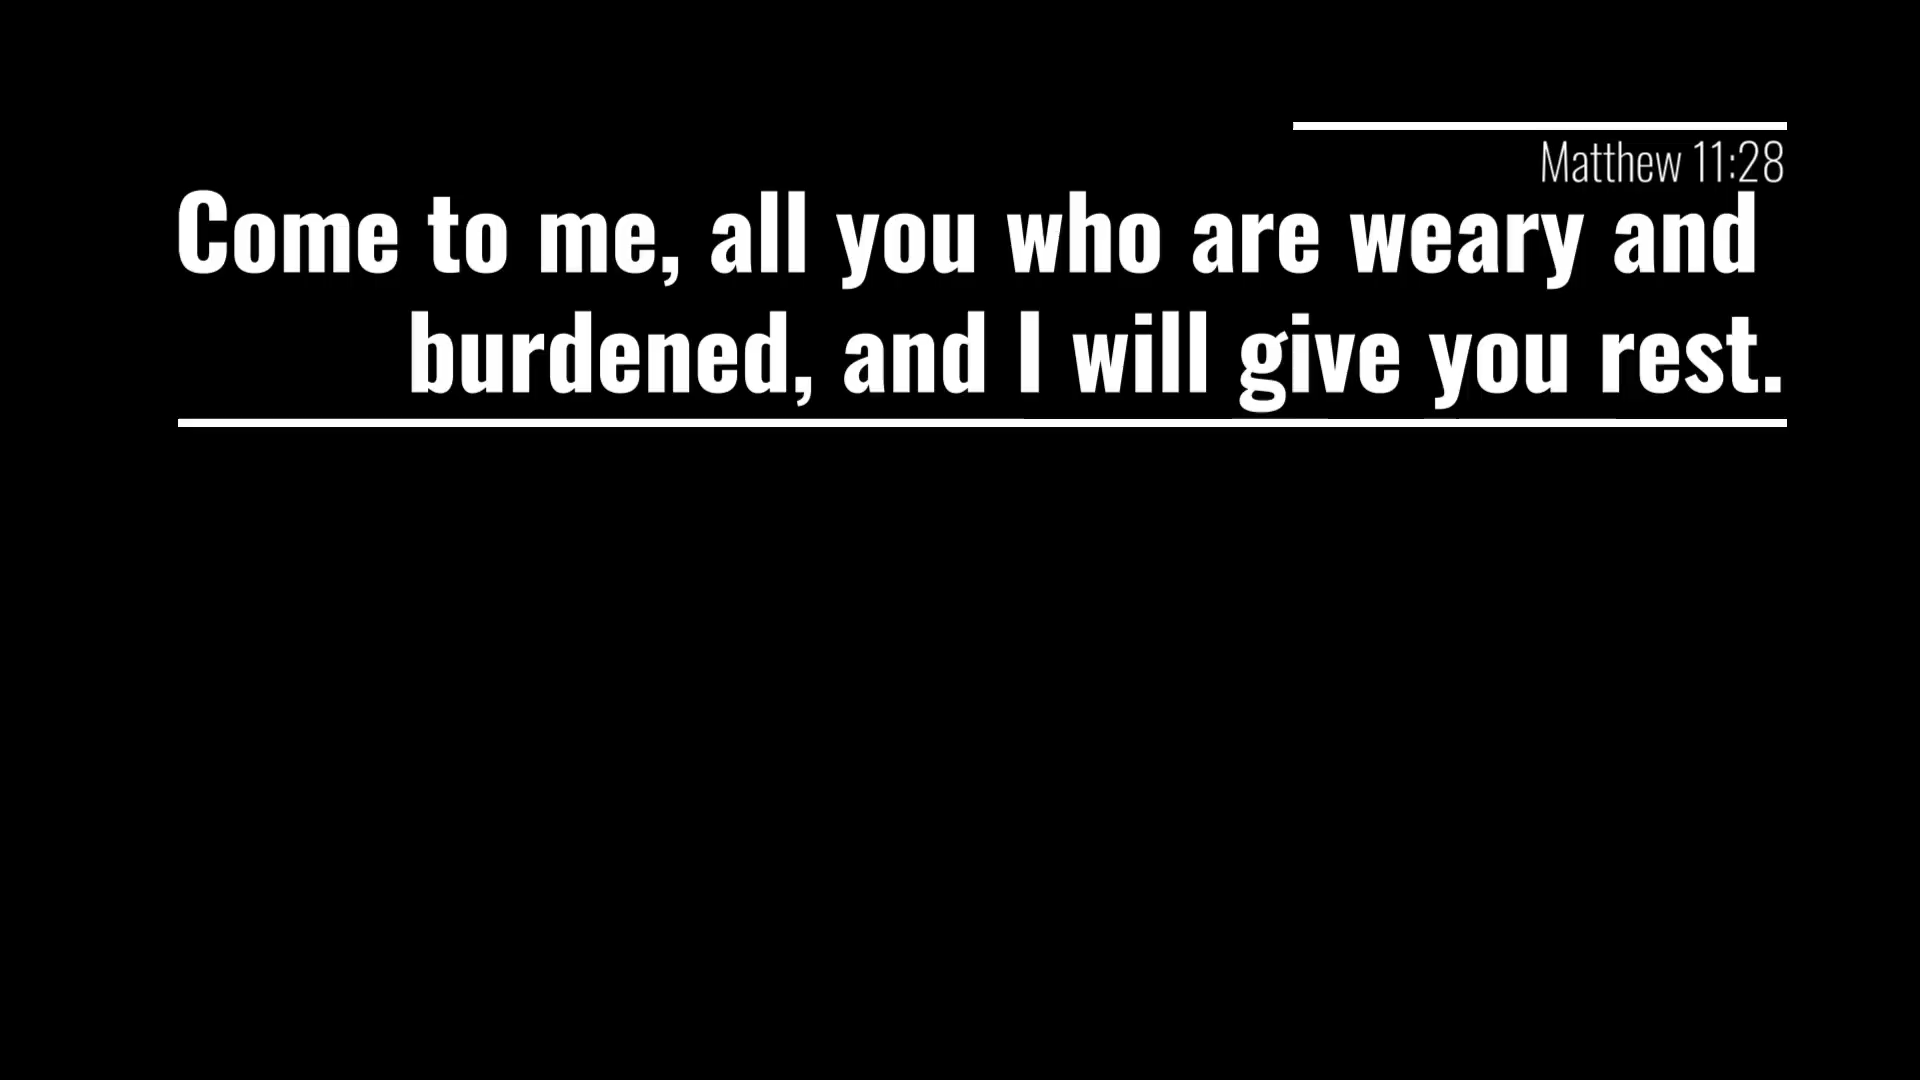 Matthew 11:28
Come to me, all you who are weary and
burdened, and I will give you rest.